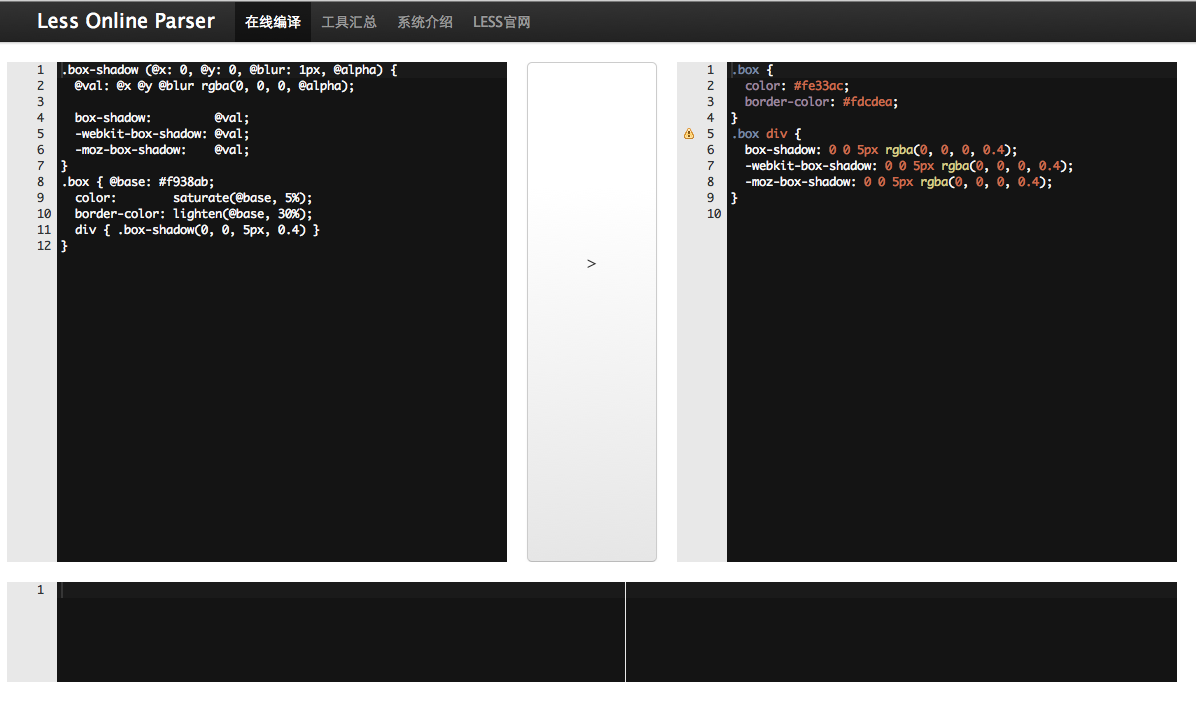 Less Online Parser 在线编译 工具汇总 系统介绍 LESS官网
1 .box-shadow (@x: 0, @y: 0, @blur: 1px, @alpha) {
2   @val: @x @y @blur rgba(0, 0, 0, @alpha);
3
4   box-shadow:         @val;
5   -webkit-box-shadow: @val;
6   -moz-box-shadow:    @val;
7 }
8 .box { @base: #f938ab;
9   color:        saturate(@base, 5%);
10   border-color: lighten(@base, 30%);
11   div { .box-shadow(0, 0, 5px, 0.4) }
12 }
>
1 .box {
2   color: #fe33ac;
3   border-color: #fdcdea;
4 }
5 .box div {
6   box-shadow: 0 0 5px rgba(0, 0, 0, 0.4);
7   -webkit-box-shadow: 0 0 5px rgba(0, 0, 0, 0.4);
8   -moz-box-shadow: 0 0 5px rgba(0, 0, 0, 0.4);
9 }
10
1